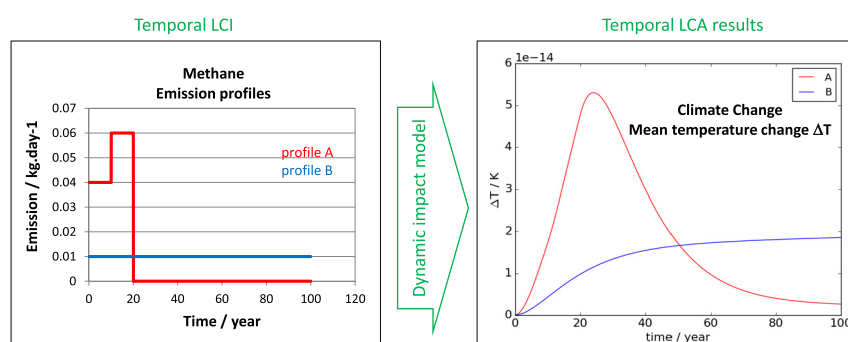 Temporal LCI
Methane
Emission profiles
0.07
0.06
0.05
0.04
0.03
0.02
0.01
0
Emission / kg.day-1
profile A
profile B
0 20 40 60 80 100 120
Time / year
Dynamic impact model
Temporal LCA results
1e−14
6
5
4
3
2
1
0
ΔT / K
A
B
Climate Change
Mean temperature change ΔT
0 20 40 60 80 100
time / year